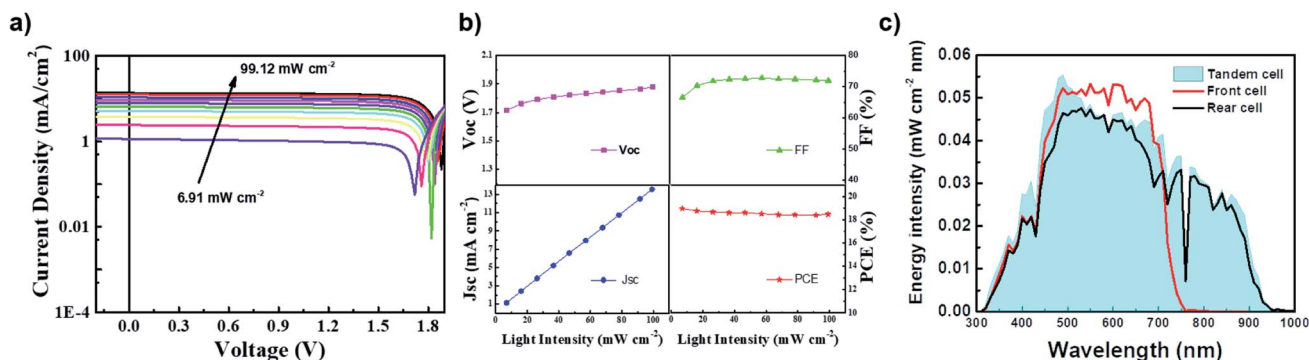 a)
100
1
0.01
1E-4
Current Density (mA/cm²)
99.12 mW cm⁻²
6.91 mW cm⁻²
0.0 0.3 0.6 0.9 1.2 1.5 1.8
Voltage (V)
b)
2.1
1.9
1.7
1.5
1.3
Voc (V)
Voc
80
70
60
50
40
FF (%)
FF
13
11
9
7
5
3
1
Jsc (mA cm⁻²)
Jsc
20
18
16
14
12
10
PCE (%)
PCE
0 20 40 60 80 100
0 20 40 60 80 100
Light Intensity (mW cm⁻²)
Light Intensity (mW cm⁻²)
c)
0.06
0.05
0.04
0.03
0.02
0.01
0.00
Energy intensity (mW cm⁻² nm)
Tandem cell
Front cell
Rear cell
300 400 500 600 700 800 900 1000
Wavelength (nm)